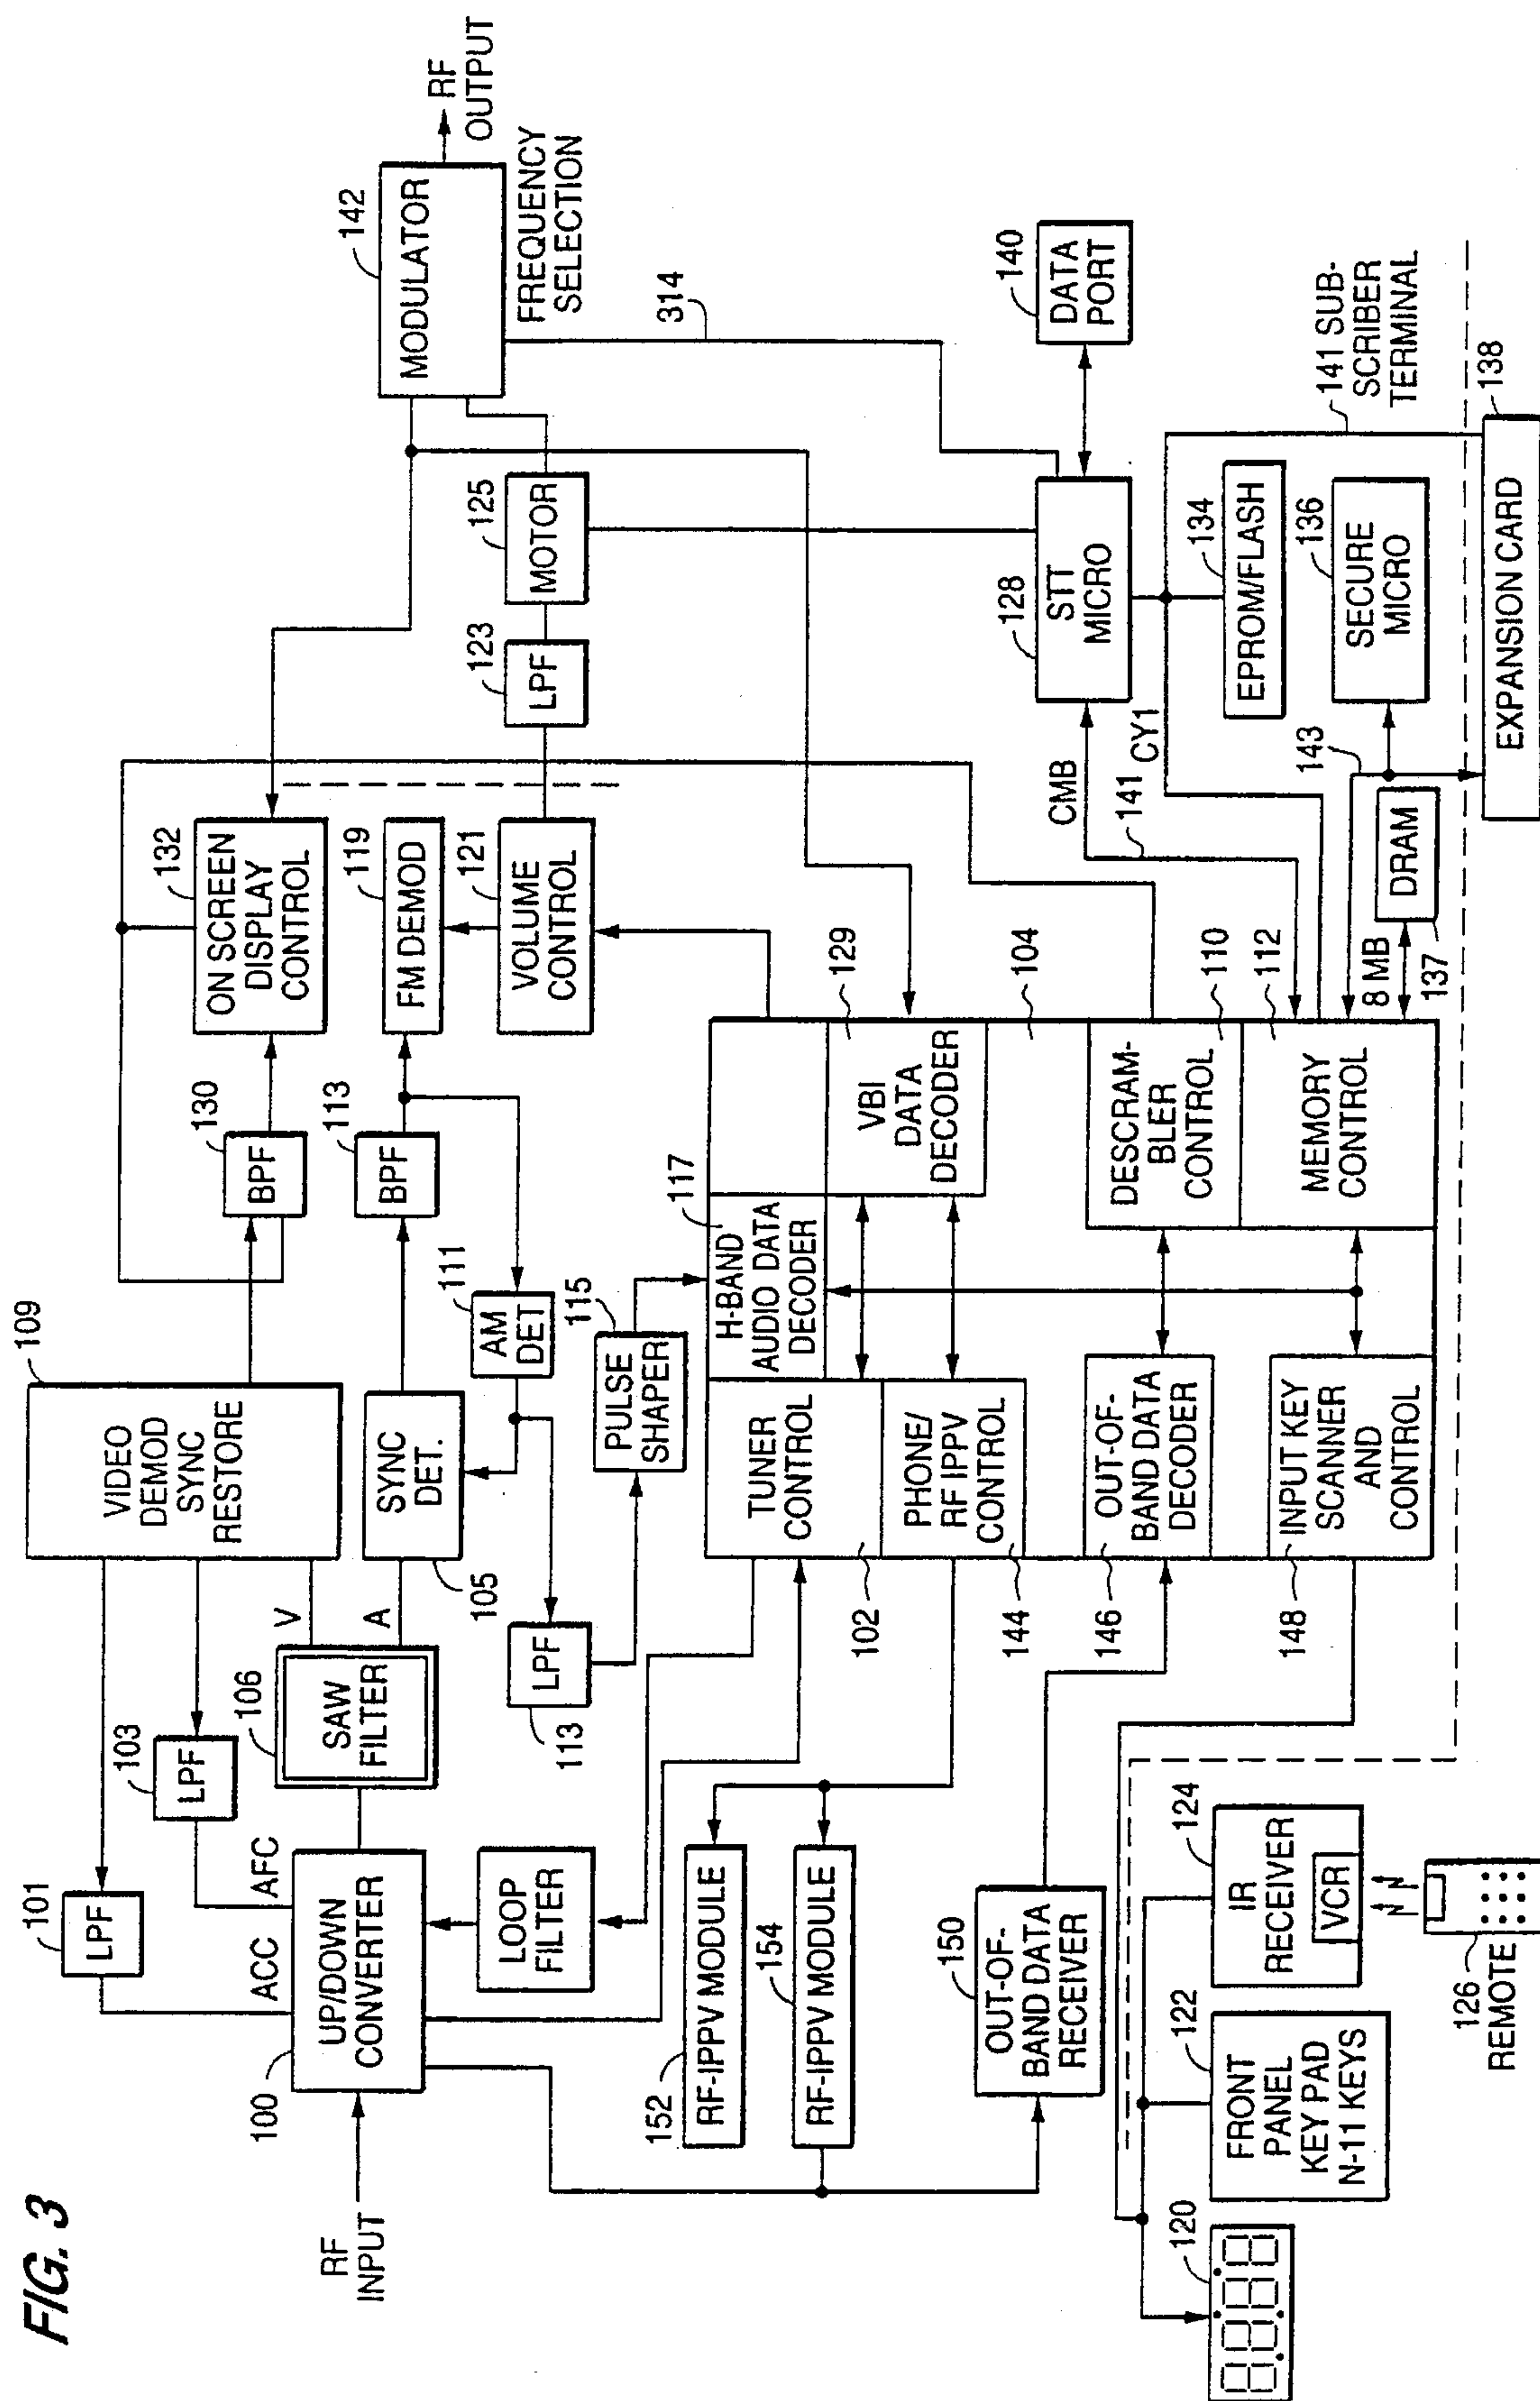 FIG. 3
RF
INPUT
100
UP/DOWN
CONVERTER
ACC
AFC
101
LPF
103
LPF
106
SAW
FILTER
V
A
109
VIDEO
DEMOD
SYNC
RESTORE
105
SYNC
DET.
111
AM
DET
130
BPF
113
BPF
132
ON SCREEN
DISPLAY
CONTROL
119
FM DEMOD
121
VOLUME
CONTROL
123
LPF
125
MOTOR
142
MODULATOR
RF
OUTPUT
FREQUENCY
SELECTION
314
LOOP
FILTER
113
LPF
115
PULSE
SHAPER
152
RF-IPPV MODULE
154
RF-IPPV MODULE
150
OUT-OF-
BAND DATA
RECEIVER
TUNER
CONTROL
102
PHONE/
RF IPPV
CONTROL
144
OUT-OF-
BAND DATA
DECODER
146
INPUT KEY
SCANNER
AND
CONTROL
148
117
H-BAND
AUDIO DATA
DECODER
VBI
DATA
DECODER
129
104
DESCRAM-
BLER
CONTROL
110
MEMORY
CONTROL
112
CMB
141
CY1
128
STT
MICRO
140
DATA
PORT
134
EPROM/FLASH
136
SECURE
MICRO
143
8 MB
DRAM
137
141 SUB-
SCRIBER
TERMINAL
138
EXPANSION CARD
120
122
FRONT
PANEL
KEY PAD
N-11 KEYS
124
IR
RECEIVER
VCR
126
REMOTE